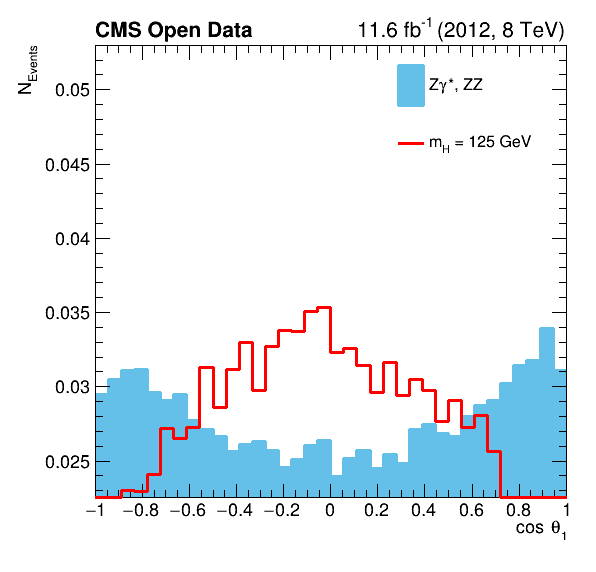 CMS Open Data 11.6 fb⁻¹ (2012, 8 TeV)
N_Events
Zγ*, ZZ
m_H = 125 GeV
0.05
0.045
0.04
0.035
0.03
0.025
−1 −0.8 −0.6 −0.4 −0.2 0 0.2 0.4 0.6 0.8 1
cos θ₁